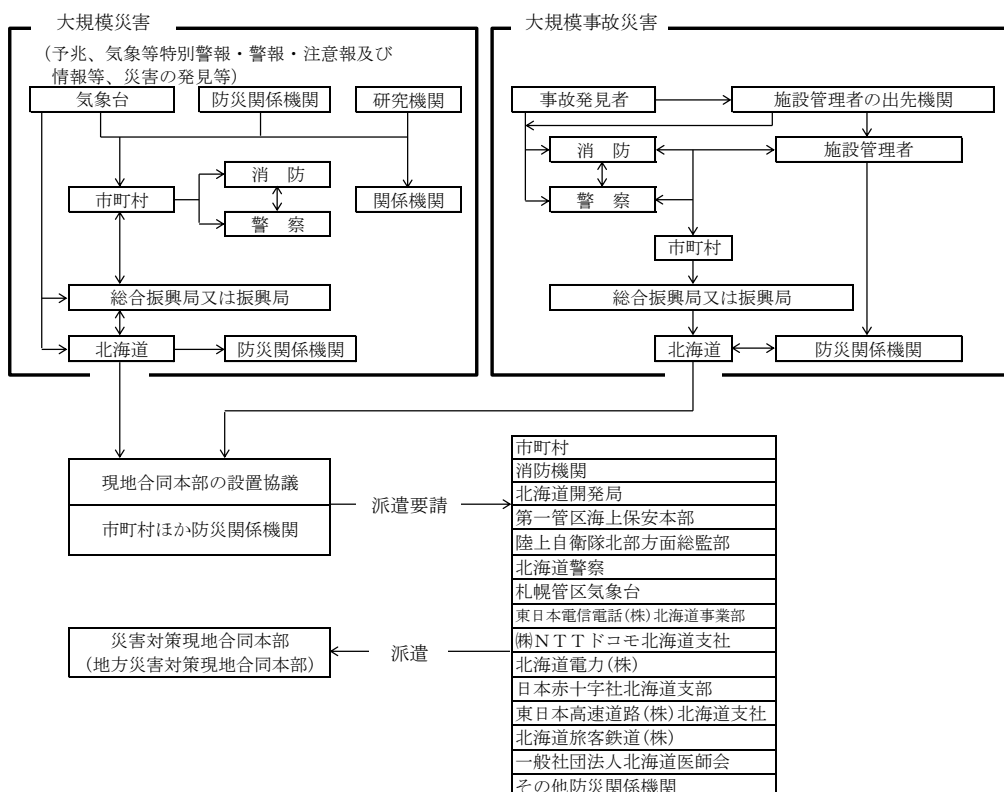 大規模災害
(予兆、気象等特別警報・警報・注意報及び
情報等、災害の発見等)
気象台
防災関係機関
研究機関
消　防
市町村
関係機関
警　察
総合振興局又は振興局
北海道
防災関係機関
大規模事故災害
事故発見者
施設管理者の出先機関
消　防
施設管理者
警　察
市町村
総合振興局又は振興局
北海道
防災関係機関
現地合同本部の設置協議
市町村ほか防災関係機関
派遣要請
市町村
消防機関
北海道開発局
第一管区海上保安本部
陸上自衛隊北部方面総監部
北海道警察
札幌管区気象台
東日本電信電話(株)北海道事業部
㈱ＮＴＴドコモ北海道支社
北海道電力(株)
日本赤十字社北海道支部
東日本高速道路(株)北海道支社
北海道旅客鉄道(株)
一般社団法人北海道医師会
その他防災関係機関
派遣
災害対策現地合同本部
(地方災害対策現地合同本部)